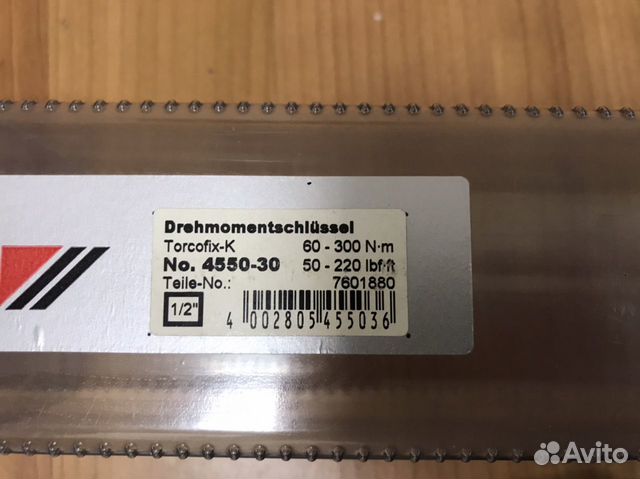 Drehmomentschlüssel
Torcofix-K 60 - 300 N·m
No. 4550-30 50 - 220 lbf·ft
Teile-No.: 7601880
1/2"
4 002805 455036
Avito